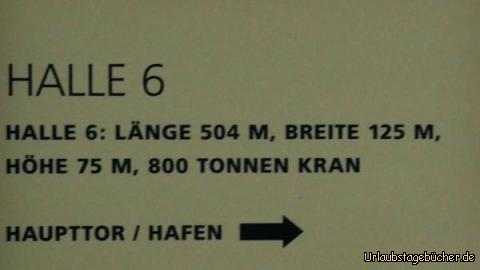 HALLE 6
HALLE 6: LÄNGE 504 M, BREITE 125 M,
HÖHE 75 M, 800 TONNEN KRAN
HAUPTTOR / HAFEN
Urlaubstagebücher.de